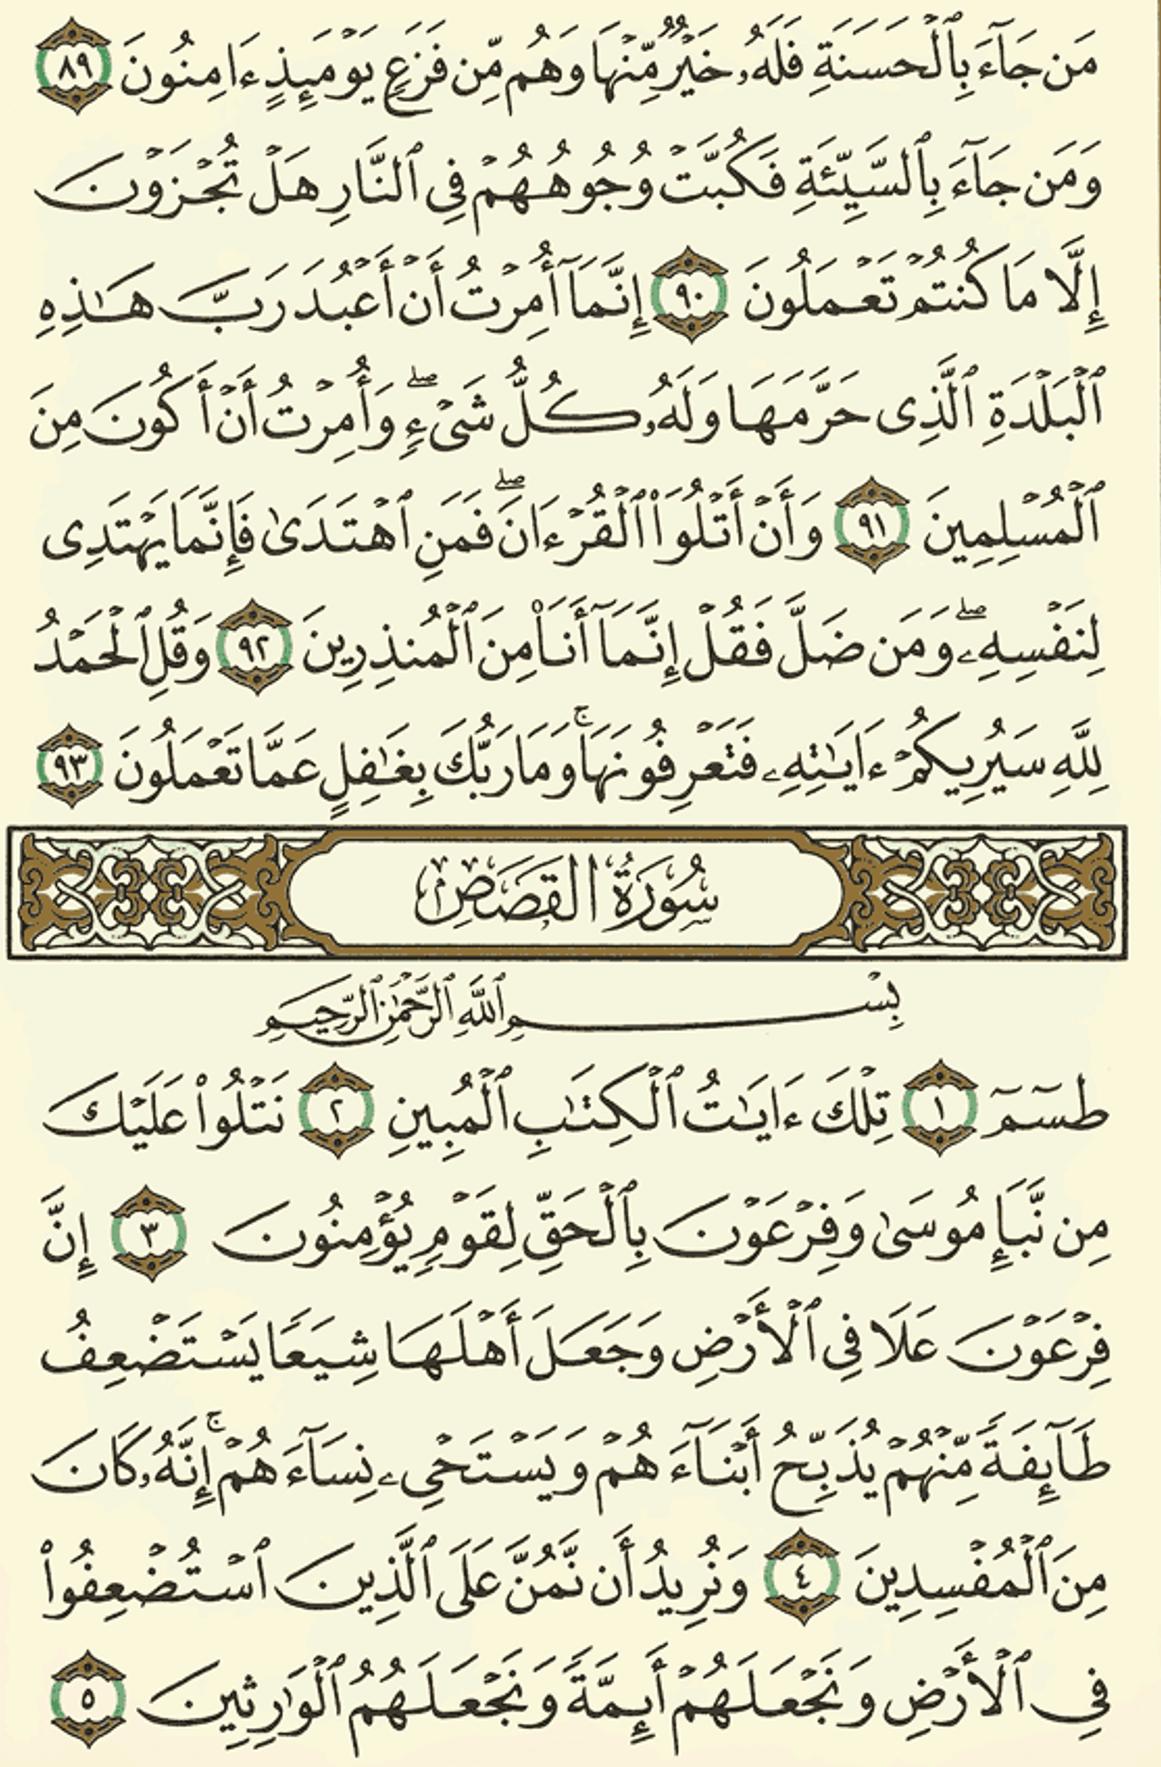 مَن جَآءَ بِٱلْحَسَنَةِ فَلَهُۥ خَيْرٌ مِّنْهَا وَهُم مِّن فَزَعٍ يَوْمَئِذٍ ءَامِنُونَ ٨٩
وَمَن جَآءَ بِٱلسَّيِّئَةِ فَكُبَّتْ وُجُوهُهُمْ فِى ٱلنَّارِ هَلْ تُجْزَوْنَ
إِلَّا مَا كُنتُمْ تَعْمَلُونَ ٩٠ إِنَّمَآ أُمِرْتُ أَنْ أَعْبُدَ رَبَّ هَـٰذِهِ
ٱلْبَلْدَةِ ٱلَّذِى حَرَّمَهَا وَلَهُۥ كُلُّ شَىْءٍۖ وَأُمِرْتُ أَنْ أَكُونَ مِنَ
ٱلْمُسْلِمِينَ ٩١ وَأَنْ أَتْلُوَا۟ ٱلْقُرْءَانَۖ فَمَنِ ٱهْتَدَىٰ فَإِنَّمَا يَهْتَدِى
لِنَفْسِهِۦۖ وَمَن ضَلَّ فَقُلْ إِنَّمَآ أَنَا۠ مِنَ ٱلْمُنذِرِينَ ٩٢ وَقُلِ ٱلْحَمْدُ
لِلَّهِ سَيُرِيكُمْ ءَايَـٰتِهِۦ فَتَعْرِفُونَهَاۚ وَمَا رَبُّكَ بِغَـٰفِلٍ عَمَّا تَعْمَلُونَ ٩٣
سُورَةُ القَصَصِ
بِسْمِ ٱللَّهِ ٱلرَّحْمَـٰنِ ٱلرَّحِيمِ
طسٓمٓ ١ تِلْكَ ءَايَـٰتُ ٱلْكِتَـٰبِ ٱلْمُبِينِ ٢ نَتْلُوا۟ عَلَيْكَ
مِن نَّبَإِ مُوسَىٰ وَفِرْعَوْنَ بِٱلْحَقِّ لِقَوْمٍ يُؤْمِنُونَ ٣ إِنَّ
فِرْعَوْنَ عَلَا فِى ٱلْأَرْضِ وَجَعَلَ أَهْلَهَا شِيَعًا يَسْتَضْعِفُ
طَآئِفَةً مِّنْهُمْ يُذَبِّحُ أَبْنَآءَهُمْ وَيَسْتَحْىِۦ نِسَآءَهُمْۚ إِنَّهُۥ كَانَ
مِنَ ٱلْمُفْسِدِينَ ٤ وَنُرِيدُ أَن نَّمُنَّ عَلَى ٱلَّذِينَ ٱسْتُضْعِفُوا۟
فِى ٱلْأَرْضِ وَنَجْعَلَهُمْ أَئِمَّةً وَنَجْعَلَهُمُ ٱلْوَٰرِثِينَ ٥